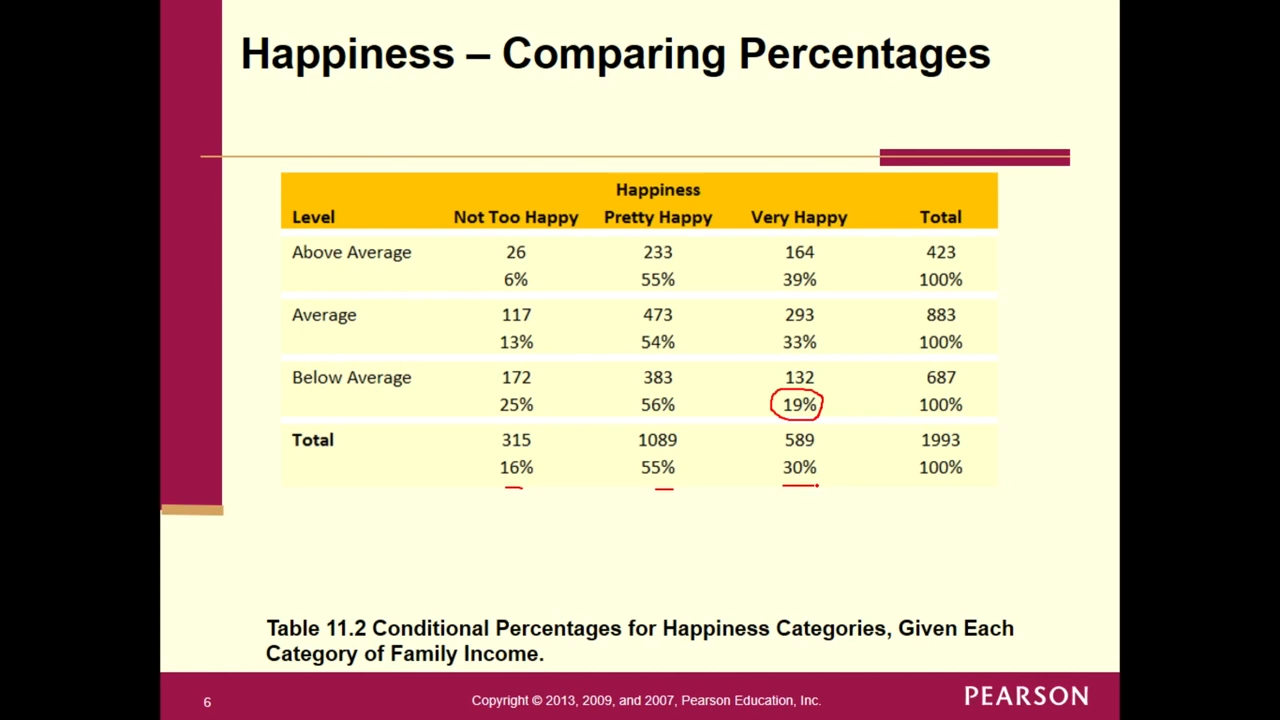 Happiness – Comparing Percentages
Happiness
Level Not Too Happy Pretty Happy Very Happy Total
Above Average 26 233 164 423
6% 55% 39% 100%
Average 117 473 293 883
13% 54% 33% 100%
Below Average 172 383 132 687
25% 56% 19% 100%
Total 315 1089 589 1993
16% 55% 30% 100%
Table 11.2 Conditional Percentages for Happiness Categories, Given Each
Category of Family Income.
6 Copyright © 2013, 2009, and 2007, Pearson Education, Inc. PEARSON